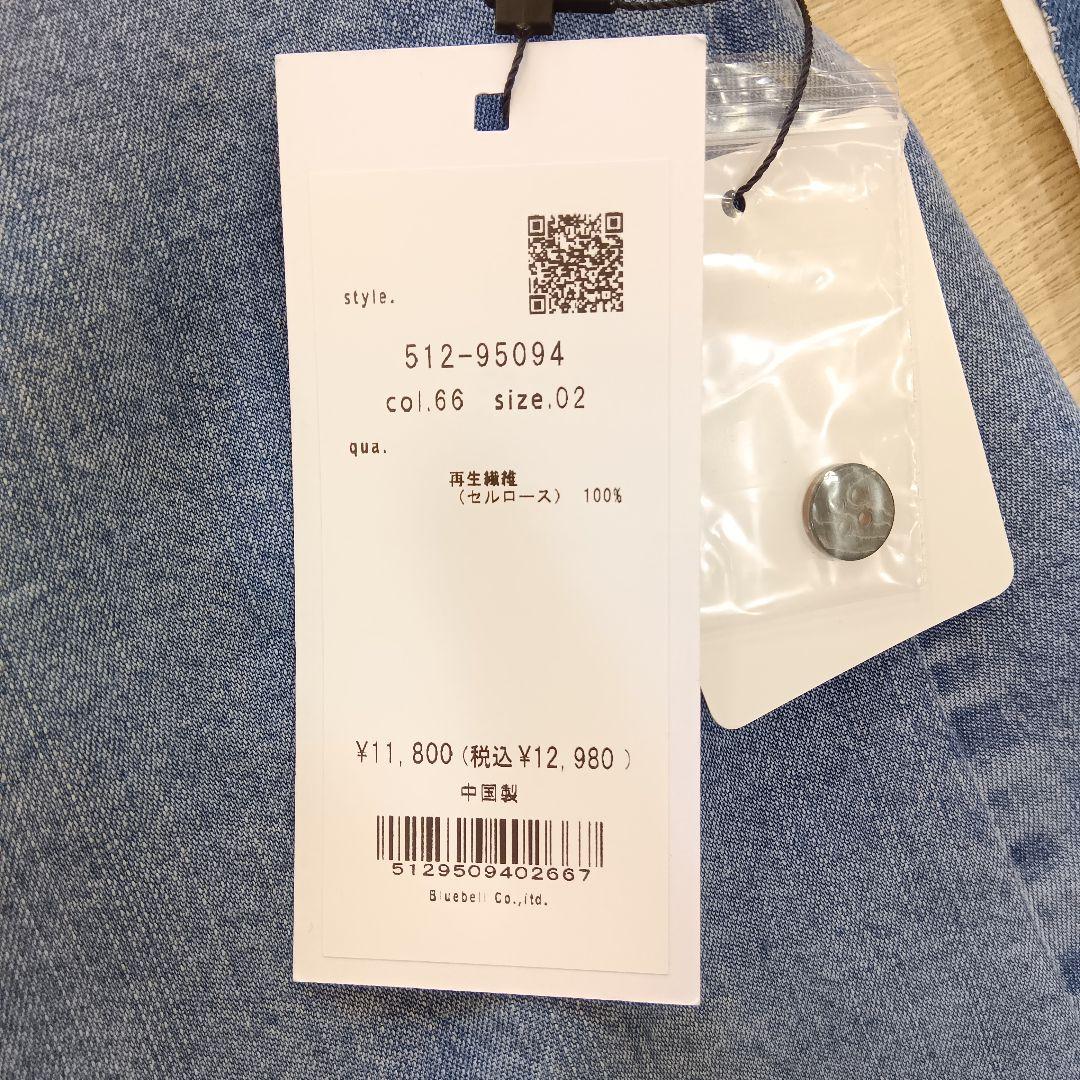 style.
512-95094
col.66 size.02
qua.
再生繊維
(セルロース) 100%
¥11,800(税込¥12,980 )
中国製
5129509402667
Bluebell Co.,ltd.